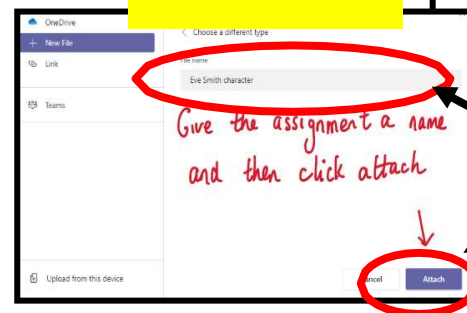 OneDrive
Choose a different type
+ New File
File name
Link
Eve Smith character
Teams
Give the assignment a name
and then click attach
Upload from this device
Cancel
Attach